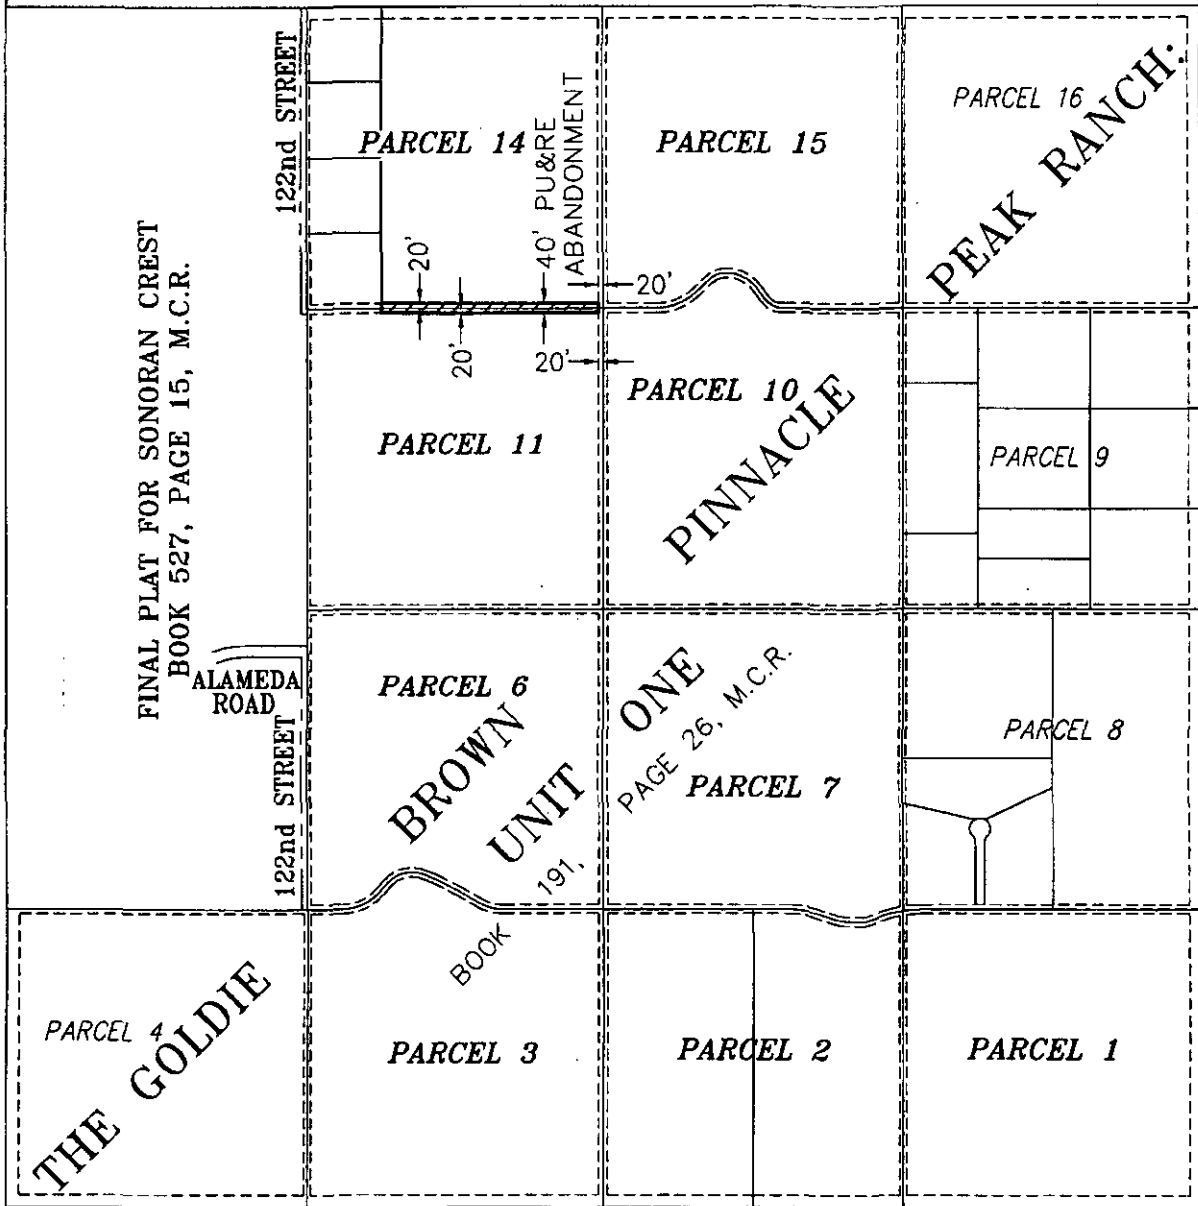 122nd STREET
PARCEL 14
40' PU&RE
ABANDONMENT
PARCEL 15
PARCEL 16
PEAK RANCH:
20'
20'
20'
20'
FINAL PLAT FOR SONORAN CREST
BOOK 527, PAGE 15, M.C.R.
PARCEL 11
PARCEL 10
PINNACLE
PARCEL 9
ALAMEDA
ROAD
122nd STREET
PARCEL 6
BROWN
UNIT ONE
BOOK 191, PAGE 26, M.C.R.
PARCEL 7
PARCEL 8
PARCEL 4
THE GOLDIE
PARCEL 3
PARCEL 2
PARCEL 1